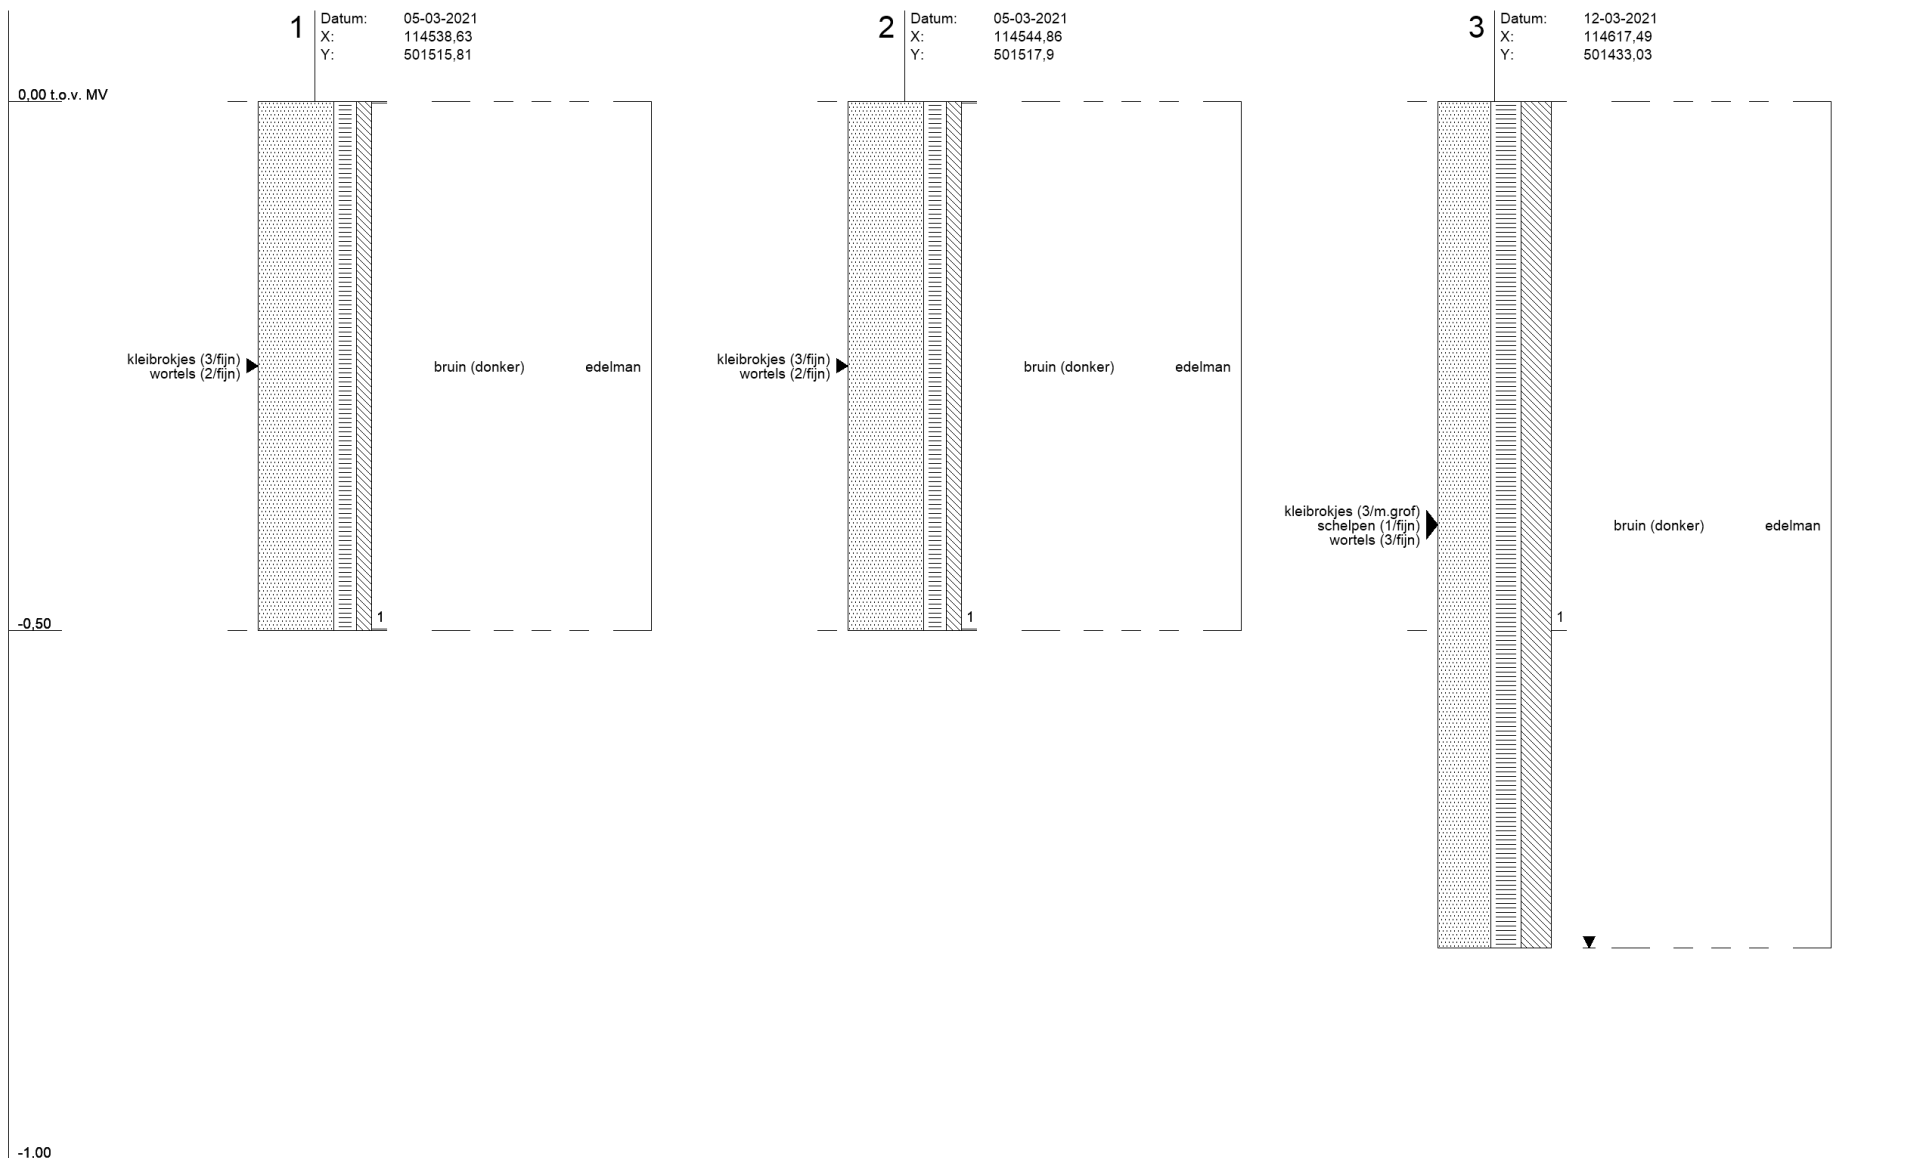 1
Datum: 05-03-2021
X: 114538,63
Y: 501515,81
2
Datum: 05-03-2021
X: 114544,86
Y: 501517,9
3
Datum: 12-03-2021
X: 114617,49
Y: 501433,03
0,00 t.o.v. MV
kleibrokjes (3/fijn)
wortels (2/fijn)
bruin (donker)
edelman
1
kleibrokjes (3/fijn)
wortels (2/fijn)
bruin (donker)
edelman
1
kleibrokjes (3/m.grof)
schelpen (1/fijn)
wortels (3/fijn)
bruin (donker)
edelman
1
-0,50
-1,00